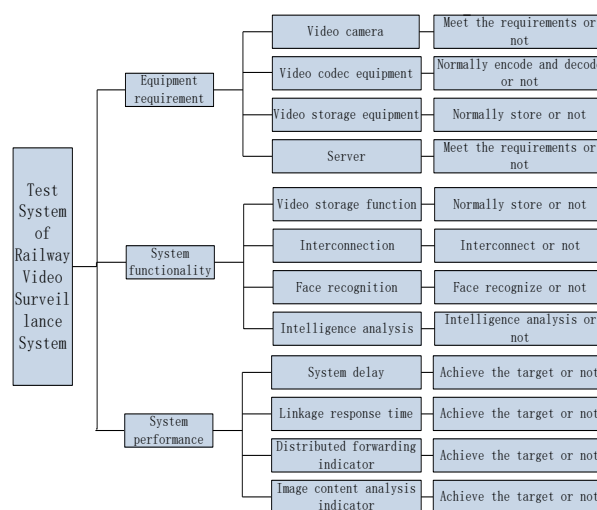 Test
System
of
Railway
Video
Surveil
lance
System
Equipment
requirement
Video camera
Meet the requirements or
not
Video codec equipment
Normally encode and decode
or not
Video storage equipment
Normally store or not
Server
Meet the requirements or
not
System
functionality
Video storage function
Normally store or not
Interconnection
Interconnect or not
Face recognition
Face recognize or not
Intelligence analysis
Intelligence analysis or
not
System
performance
System delay
Achieve the target or not
Linkage response time
Achieve the target or not
Distributed forwarding
indicator
Achieve the target or not
Image content analysis
indicator
Achieve the target or not